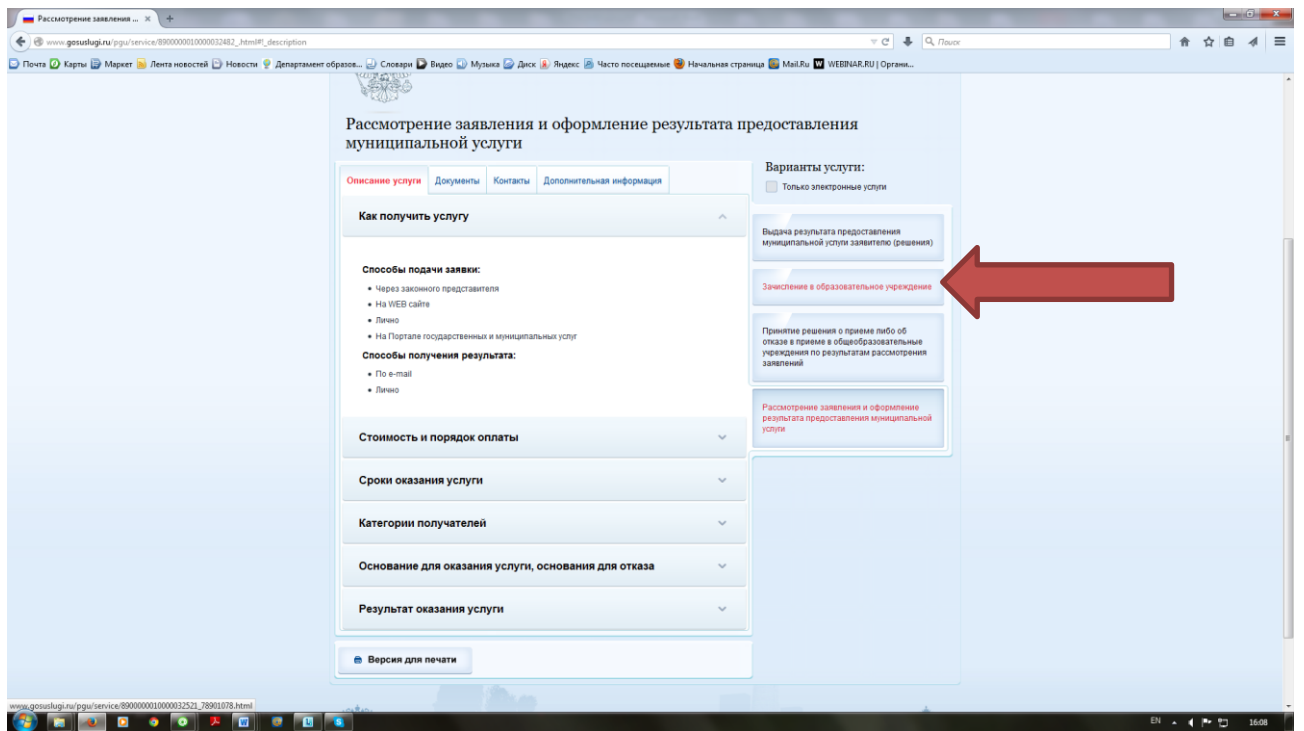 Рассмотрение заявления ... × +
www.gosuslugi.ru/pgu/service/8900000010000032482_.html#!_description
Поиск
Почта Карты Маркет Лента новостей Новости Департамент образов... Словари Видео Музыка Диск Яндекс Часто посещаемые Начальная страница Mail.Ru WEBINAR.RU | Органи...
Рассмотрение заявления и оформление результата предоставления
муниципальной услуги
Описание услуги Документы Контакты Дополнительная информация
Как получить услугу
Способы подачи заявки:
• Через законного представителя
• На WEB сайте
• Лично
• На Портале государственных и муниципальных услуг
Способы получения результата:
• По e-mail
• Лично
Стоимость и порядок оплаты
Сроки оказания услуги
Категории получателей
Основание для оказания услуги, основания для отказа
Результат оказания услуги
Версия для печати
Варианты услуги:
Только электронные услуги
Выдача результата предоставления
муниципальной услуги заявителю (решения)
Зачисление в образовательное учреждение
Принятие решения о приеме либо об
отказе в приеме в общеобразовательные
учреждения по результатам рассмотрения
заявлений
Рассмотрение заявления и оформление
результата предоставления муниципальной
услуги
www.gosuslugi.ru/pgu/service/8900000010000032521_78901078.html
EN 16:08